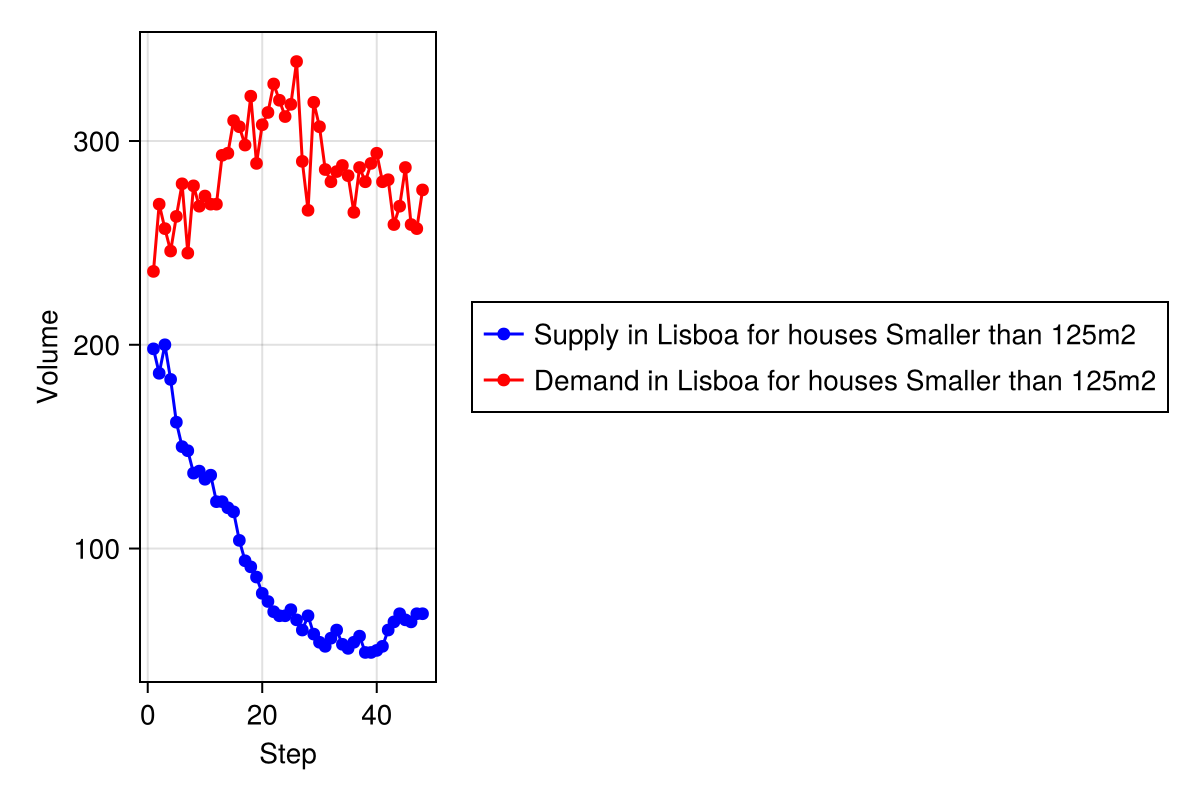 300
200
100
Volume
0 20 40
Step
Supply in Lisboa for houses Smaller than 125m2
Demand in Lisboa for houses Smaller than 125m2